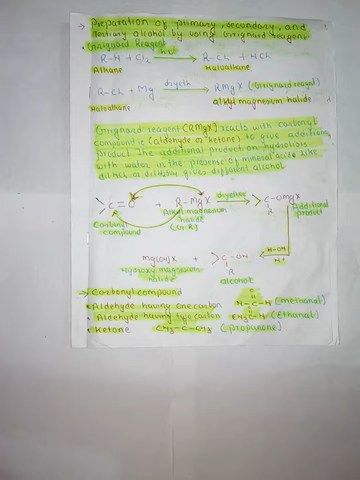 → Preparation of primary, secondary, and
Tertiary alcohol by using Grignard reagent
• Grignard Reagent
R-H + Cl₂ → R-Cl + HCl
Alkane Haloalkane
R-Cl + Mg dryeth → RMgX (Grignard reagent)
Haloalkane alkyl magnesium halide
Grignard reagent (RMgX) reacts with carbonyl
compound ie (aldehyde or ketone) to give addition
product The additional product on hydrolysis
with water in the presence of mineral acids like
dil HCl or dil H₂SO₄ gives different alcohol
>C=O + R-MgX → >C-OMgX
R
Carbonyl compound Alkyl magnesium halide (G.R) Additional product
H-OH
H+
Mg(OH)X + >C-OH
R
Hydroxy magnesium halide alcohol
→ Carbonyl compound
• Aldehyde having one carbon H-C-H (methanal)
O
• Aldehyde having two carbon CH₃-C-H (Ethanal)
• Ketone CH₃-C-CH₃ (Propanone)